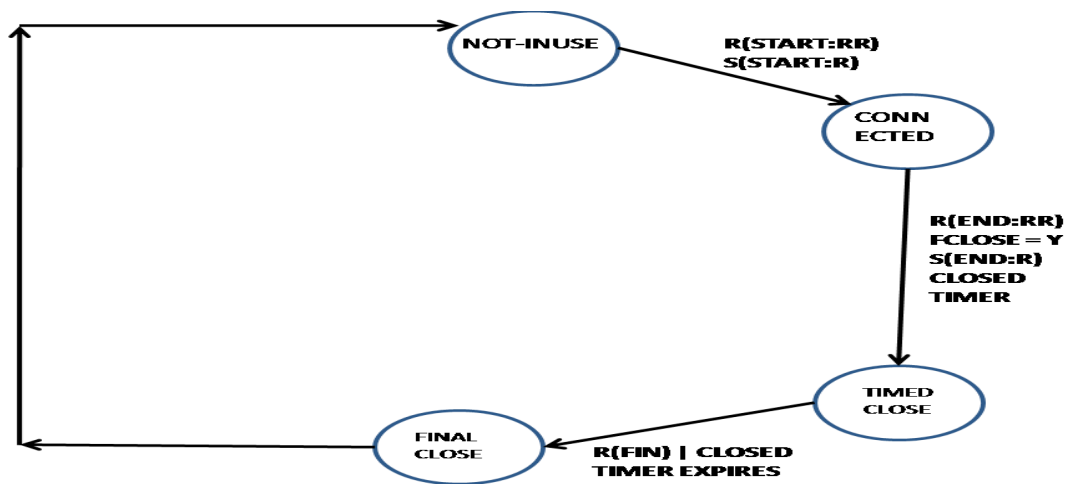 NOT-INUSE
R(START:RR)
S(START:R)
CONN
ECTED
R(END:RR)
FCLOSE = Y
S(END:R)
CLOSED
TIMER
TIMED
CLOSE
R(FIN) | CLOSED
TIMER EXPIRES
FINAL
CLOSE